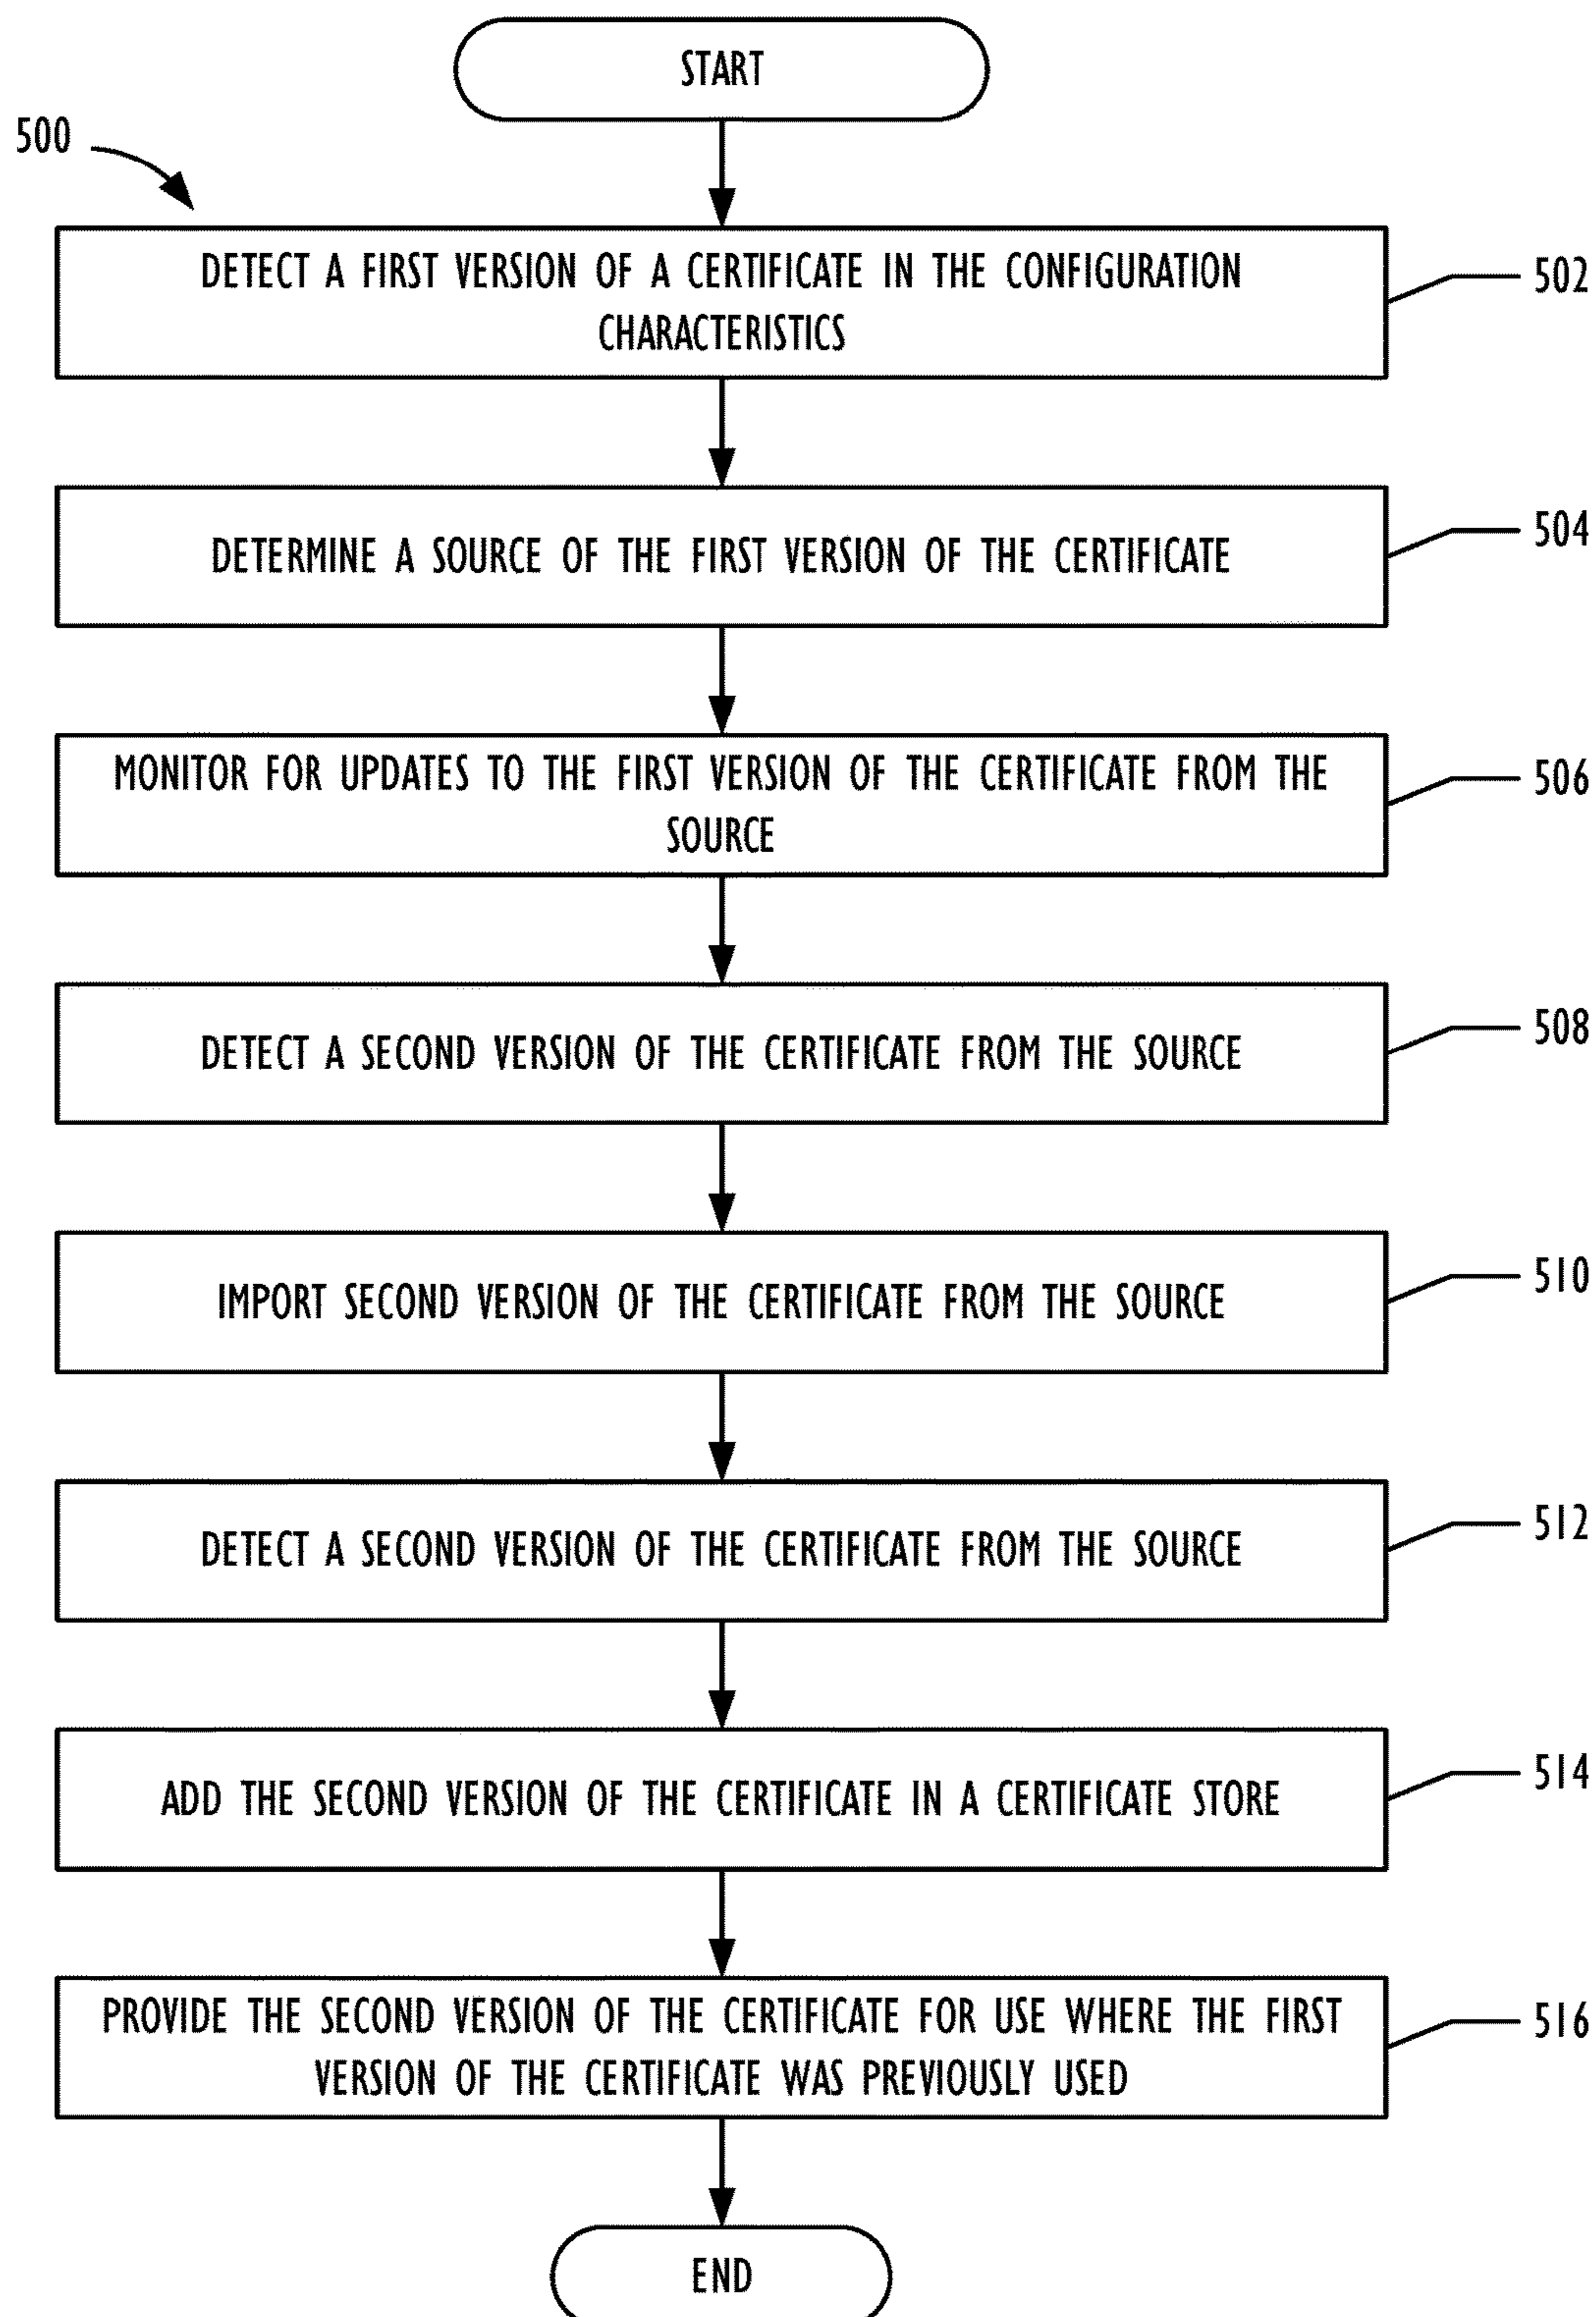 START
500
DETECT A FIRST VERSION OF A CERTIFICATE IN THE CONFIGURATION
CHARACTERISTICS
502
DETERMINE A SOURCE OF THE FIRST VERSION OF THE CERTIFICATE
504
MONITOR FOR UPDATES TO THE FIRST VERSION OF THE CERTIFICATE FROM THE
SOURCE
506
DETECT A SECOND VERSION OF THE CERTIFICATE FROM THE SOURCE
508
IMPORT SECOND VERSION OF THE CERTIFICATE FROM THE SOURCE
510
DETECT A SECOND VERSION OF THE CERTIFICATE FROM THE SOURCE
512
ADD THE SECOND VERSION OF THE CERTIFICATE IN A CERTIFICATE STORE
514
PROVIDE THE SECOND VERSION OF THE CERTIFICATE FOR USE WHERE THE FIRST
VERSION OF THE CERTIFICATE WAS PREVIOUSLY USED
516
END